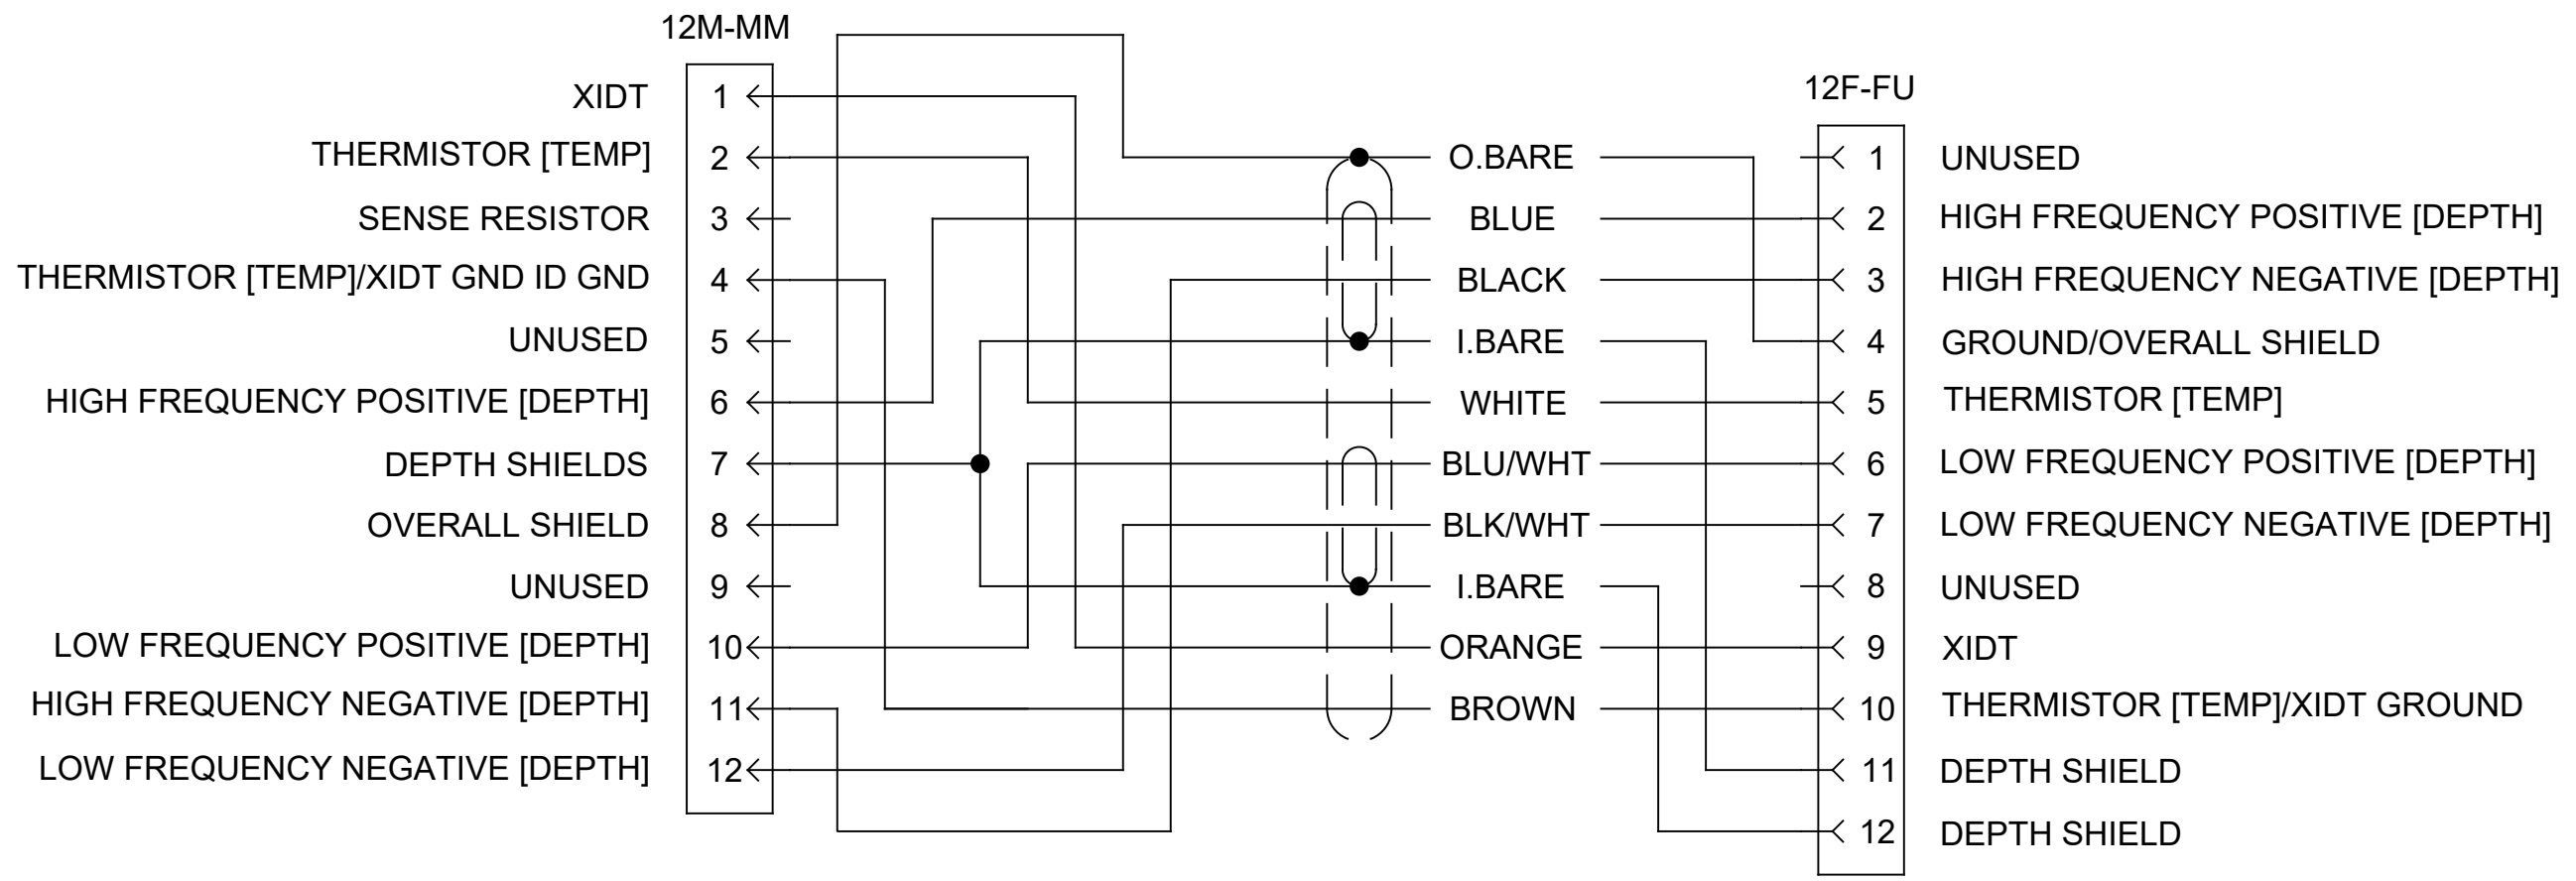 12M-MM
XIDT 1
THERMISTOR [TEMP] 2
SENSE RESISTOR 3
THERMISTOR [TEMP]/XIDT GND ID GND 4
UNUSED 5
HIGH FREQUENCY POSITIVE [DEPTH] 6
DEPTH SHIELDS 7
OVERALL SHIELD 8
UNUSED 9
LOW FREQUENCY POSITIVE [DEPTH] 10
HIGH FREQUENCY NEGATIVE [DEPTH] 11
LOW FREQUENCY NEGATIVE [DEPTH] 12
O.BARE
BLUE
BLACK
I.BARE
WHITE
BLU/WHT
BLK/WHT
I.BARE
ORANGE
BROWN
12F-FU
1 UNUSED
2 HIGH FREQUENCY POSITIVE [DEPTH]
3 HIGH FREQUENCY NEGATIVE [DEPTH]
4 GROUND/OVERALL SHIELD
5 THERMISTOR [TEMP]
6 LOW FREQUENCY POSITIVE [DEPTH]
7 LOW FREQUENCY NEGATIVE [DEPTH]
8 UNUSED
9 XIDT
10 THERMISTOR [TEMP]/XIDT GROUND
11 DEPTH SHIELD
12 DEPTH SHIELD